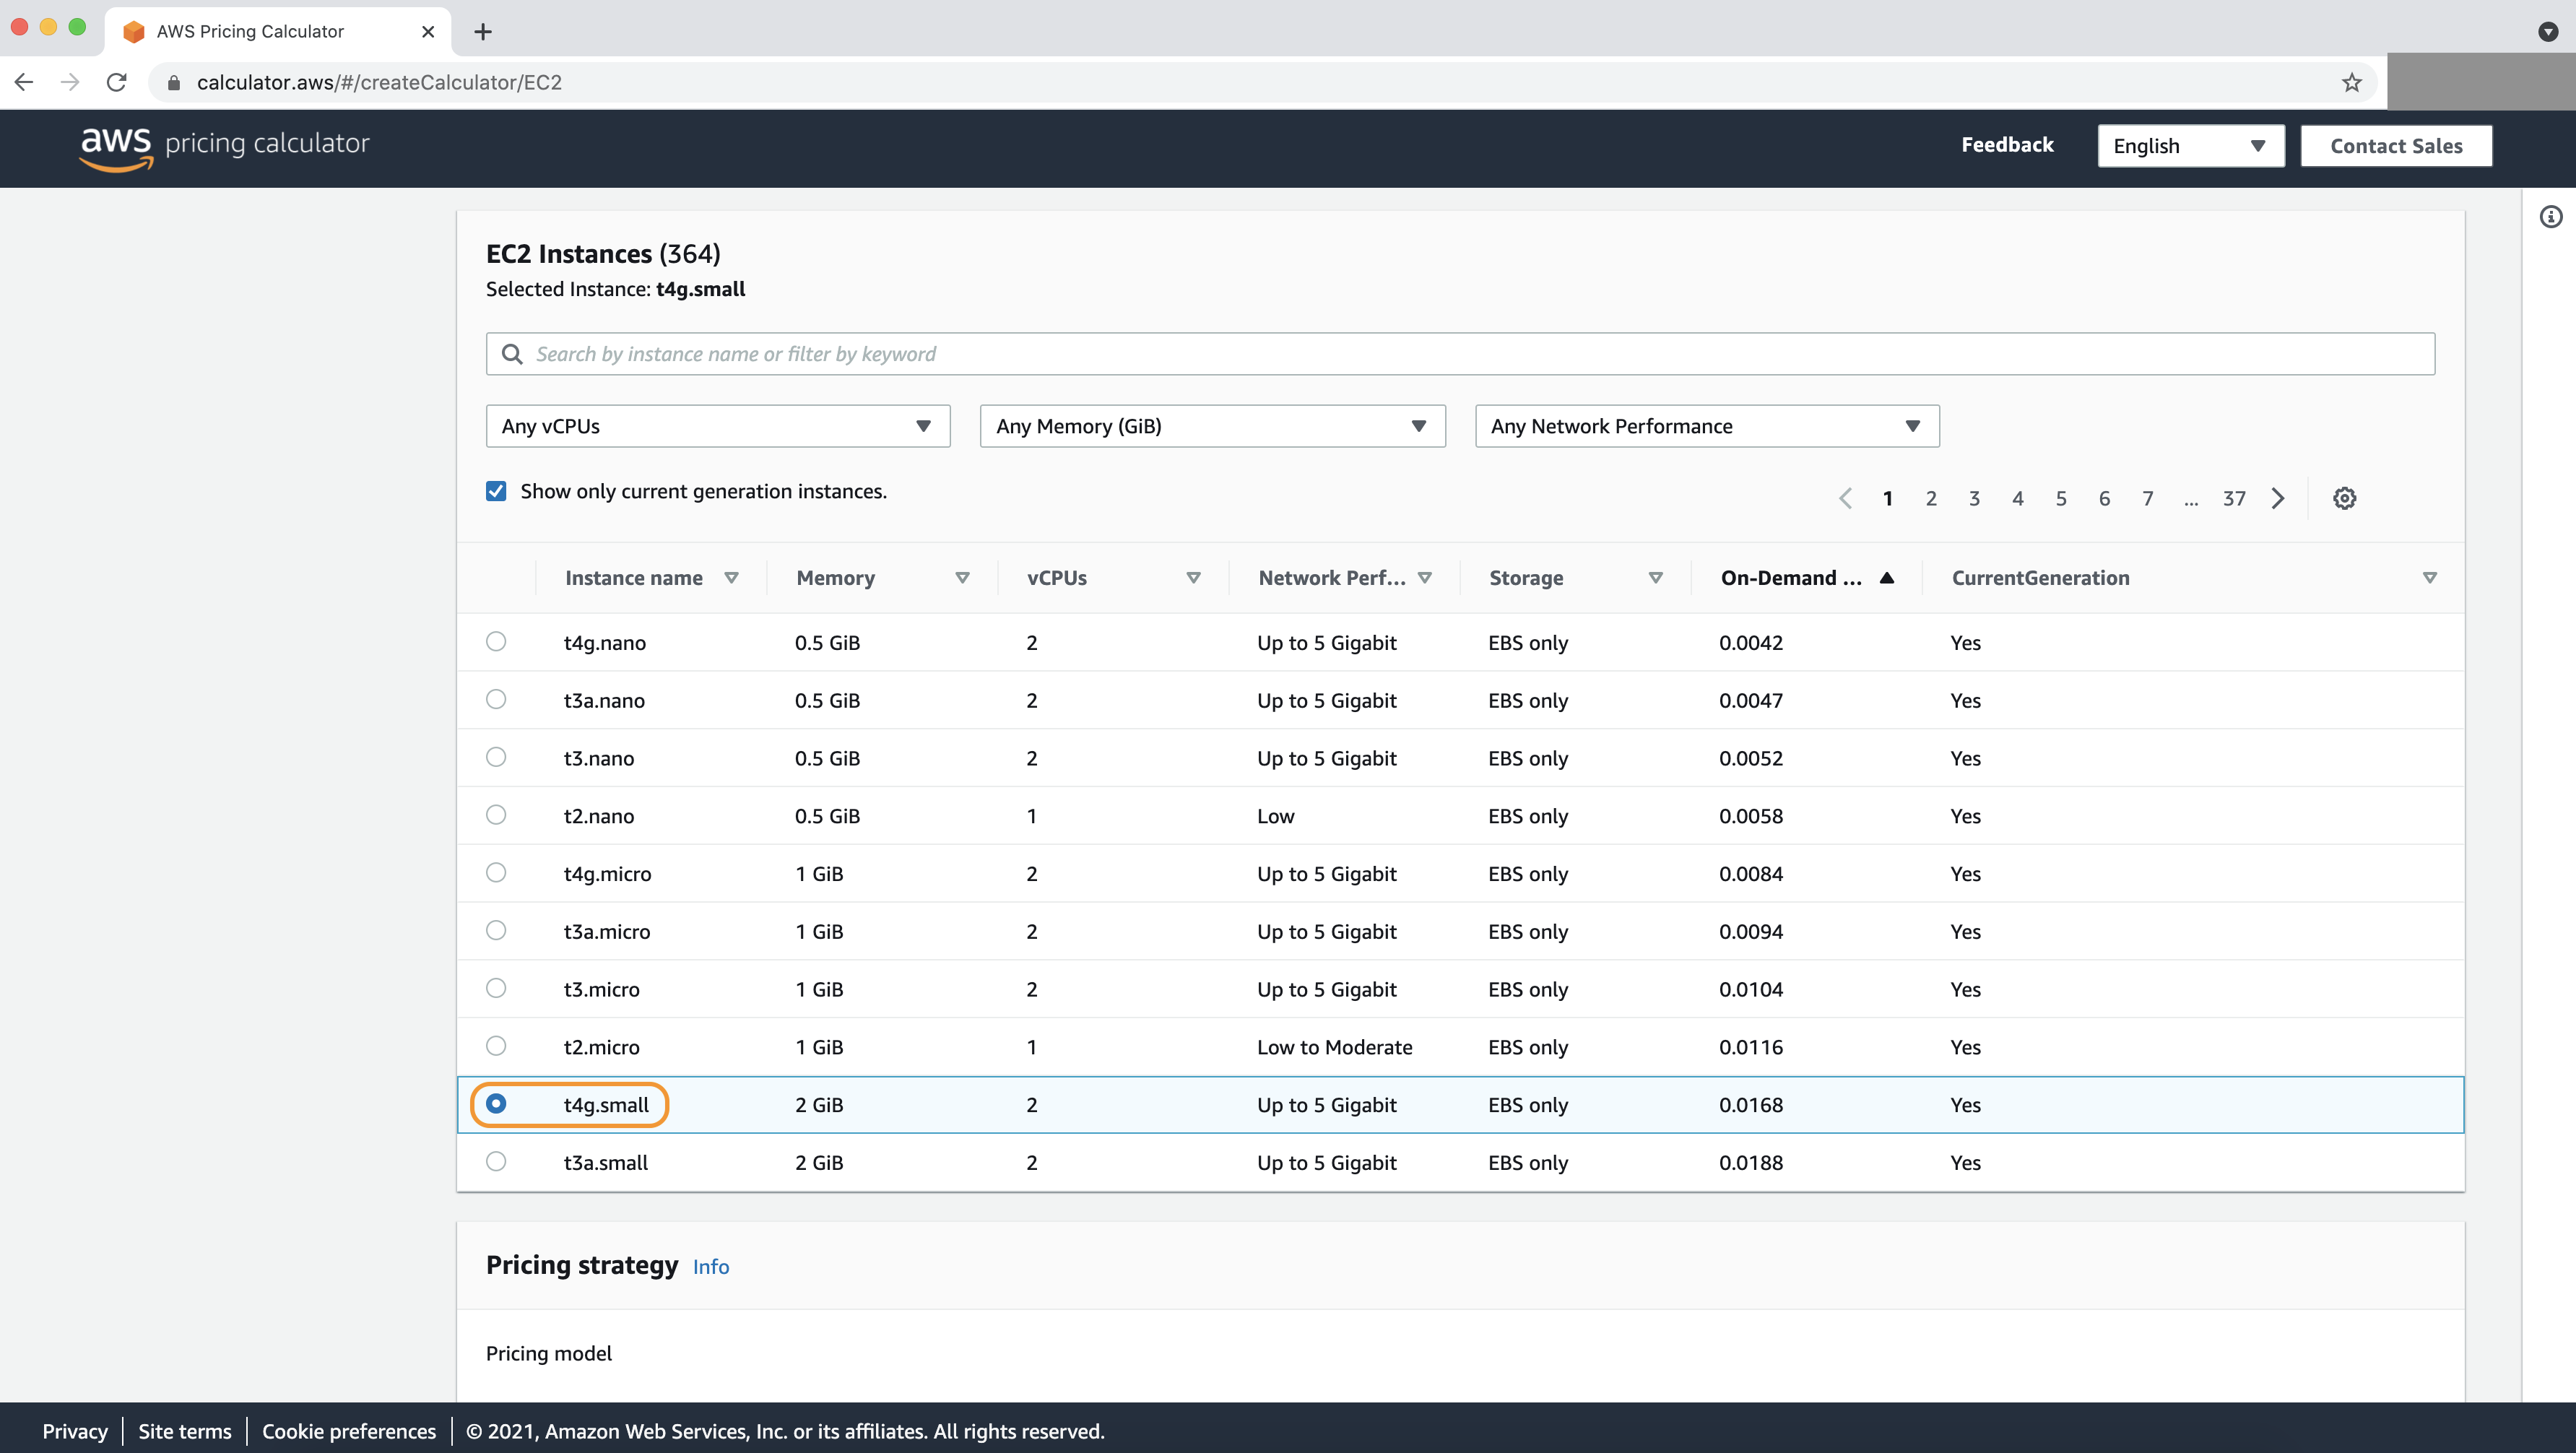 AWS Pricing Calculator
calculator.aws/#/createCalculator/EC2
aws pricing calculator
Feedback
English
Contact Sales
EC2 Instances (364)
Selected Instance: t4g.small
Search by instance name or filter by keyword
Any vCPUs
Any Memory (GiB)
Any Network Performance
Show only current generation instances.
1 2 3 4 5 6 7 ... 37
Instance name Memory vCPUs Network Perf... Storage On-Demand ... CurrentGeneration
t4g.nano 0.5 GiB 2 Up to 5 Gigabit EBS only 0.0042 Yes
t3a.nano 0.5 GiB 2 Up to 5 Gigabit EBS only 0.0047 Yes
t3.nano 0.5 GiB 2 Up to 5 Gigabit EBS only 0.0052 Yes
t2.nano 0.5 GiB 1 Low EBS only 0.0058 Yes
t4g.micro 1 GiB 2 Up to 5 Gigabit EBS only 0.0084 Yes
t3a.micro 1 GiB 2 Up to 5 Gigabit EBS only 0.0094 Yes
t3.micro 1 GiB 2 Up to 5 Gigabit EBS only 0.0104 Yes
t2.micro 1 GiB 1 Low to Moderate EBS only 0.0116 Yes
t4g.small 2 GiB 2 Up to 5 Gigabit EBS only 0.0168 Yes
t3a.small 2 GiB 2 Up to 5 Gigabit EBS only 0.0188 Yes
Pricing strategy Info
Pricing model
Privacy | Site terms | Cookie preferences | © 2021, Amazon Web Services, Inc. or its affiliates. All rights reserved.